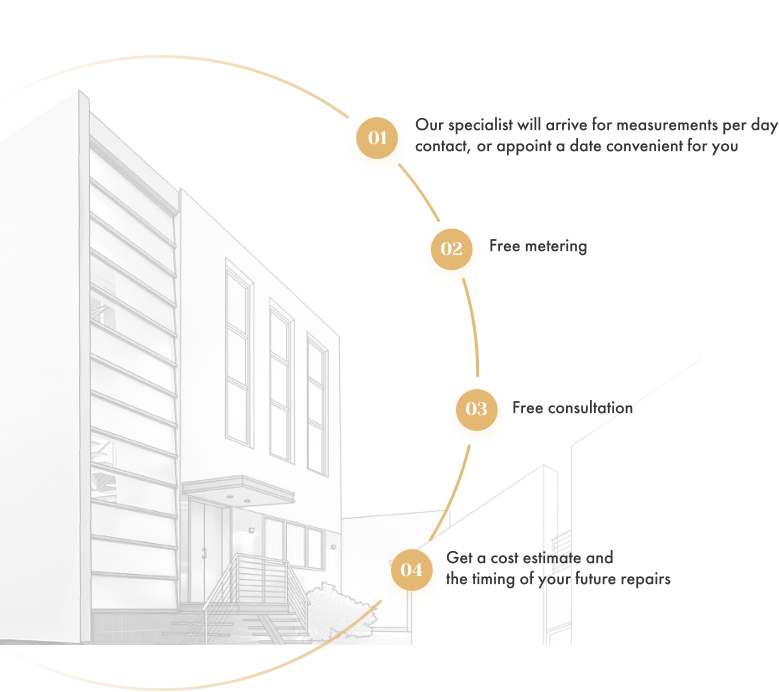 01
Our specialist will arrive for measurements per day
contact, or appoint a date convenient for you
02
Free metering
03
Free consultation
04
Get a cost estimate and
the timing of your future repairs